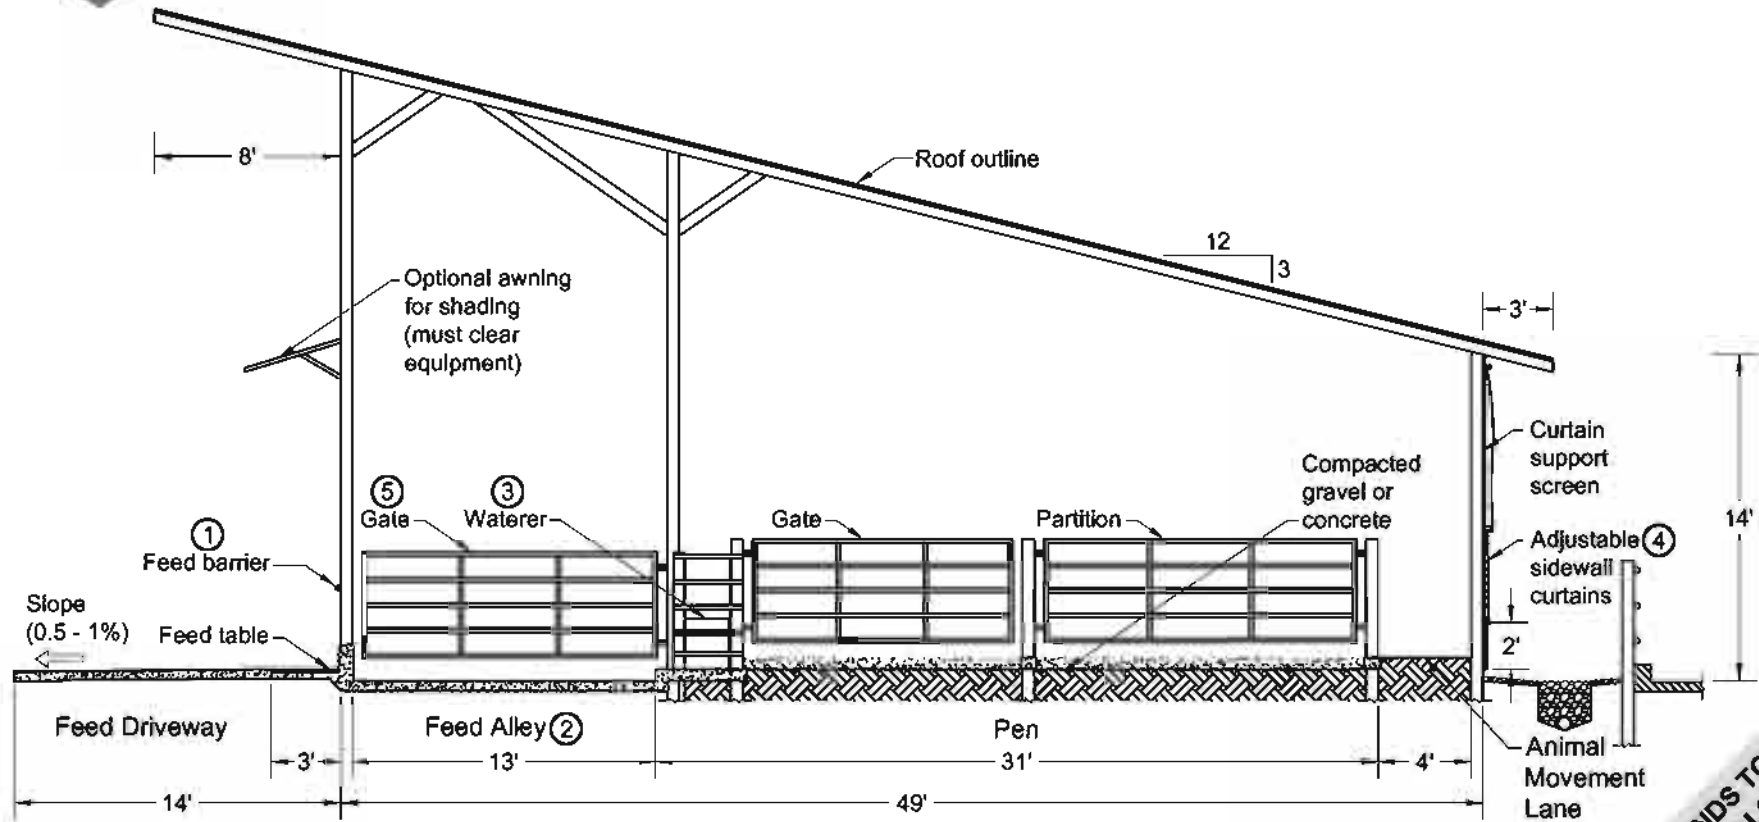 8'
Roof outline
12
3
3'
Optional awning
for shading
(must clear
equipment)
14'
Curtain
support
screen
Compacted
gravel or
concrete
5
Gate
3
Waterer
Gate
Partition
1
Feed barrier
Adjustable 4
sidewall
curtains
Slope
(0.5 - 1%)
Feed table
2'
Feed Driveway
Feed Alley 2
Pen
Animal
Movement
Lane
3'
13'
31'
4'
14'
49'